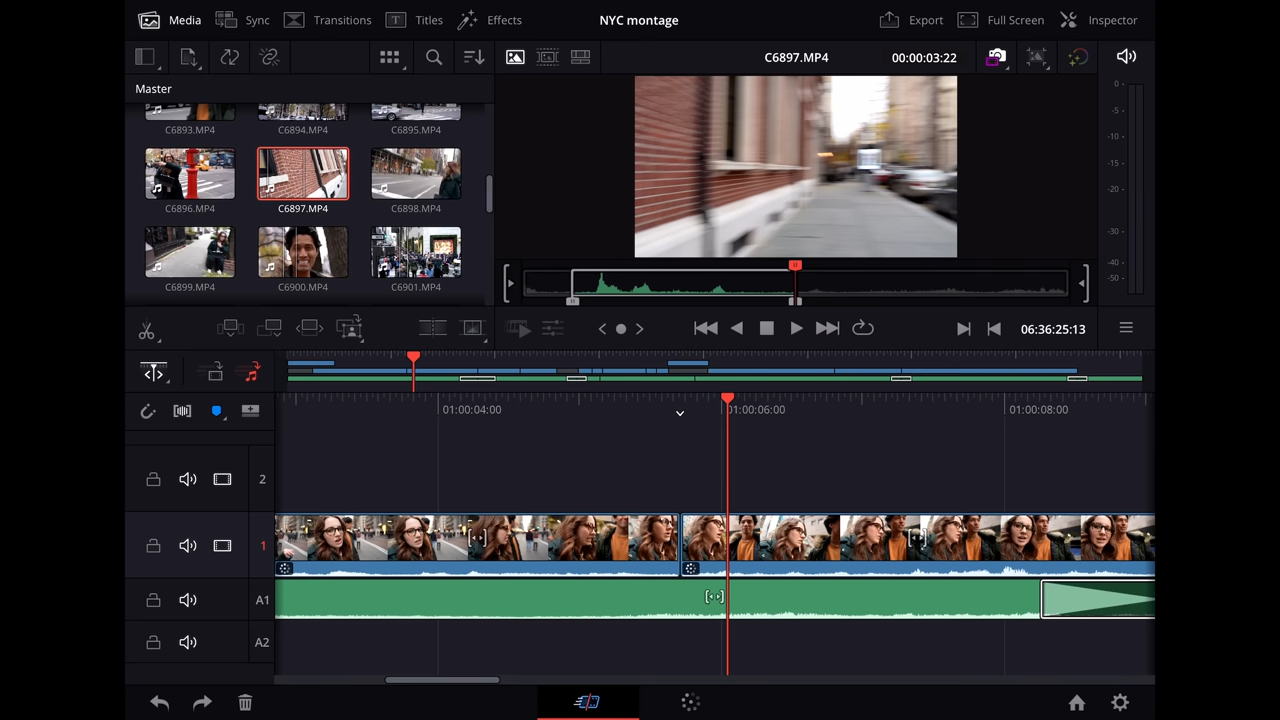 Media Sync Transitions T Titles Effects NYC montage Export Full Screen Inspector
C6897.MP4 00:00:03:22
Master
C6893.MP4 C6894.MP4 C6895.MP4
C6896.MP4 C6897.MP4 C6898.MP4
C6899.MP4 C6900.MP4 C6901.MP4
0
-5
-10
-15
-20
-30
-40
-50
06:36:25:13
01:00:04:00 01:00:06:00 01:00:08:00
2
1
A1
A2